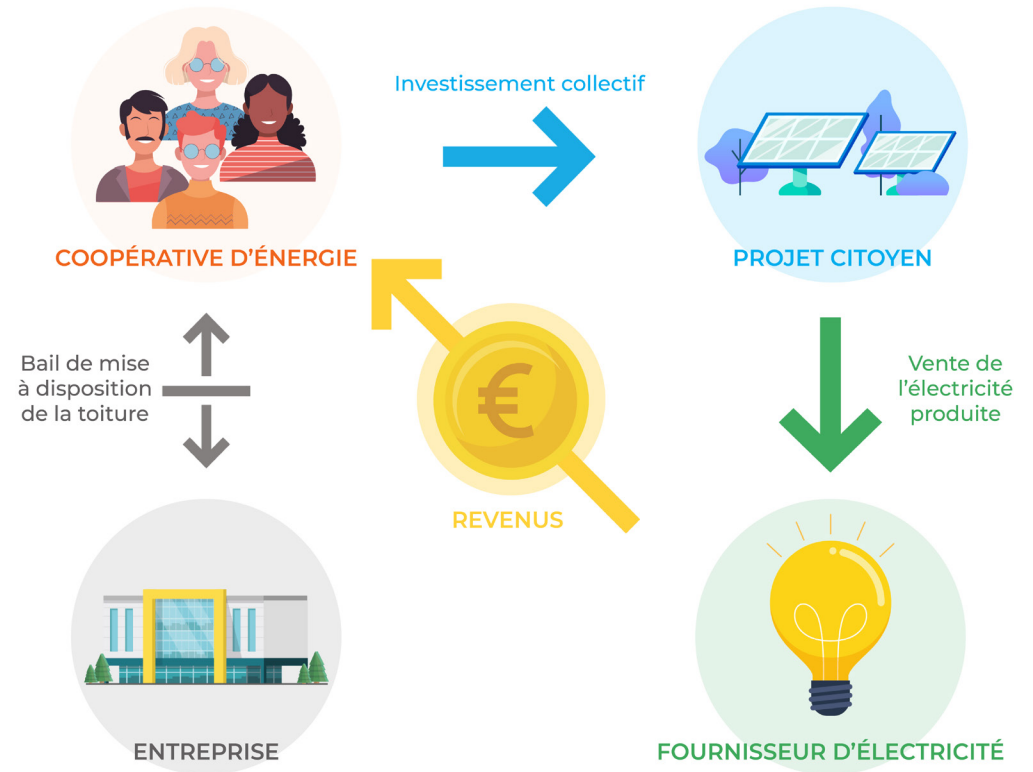 Investissement collectif
COOPÉRATIVE D’ÉNERGIE
PROJET CITOYEN
Bail de mise
à disposition
de la toiture
€
Vente de
l’électricité
produite
REVENUS
ENTREPRISE
FOURNISSEUR D’ÉLECTRICITÉ